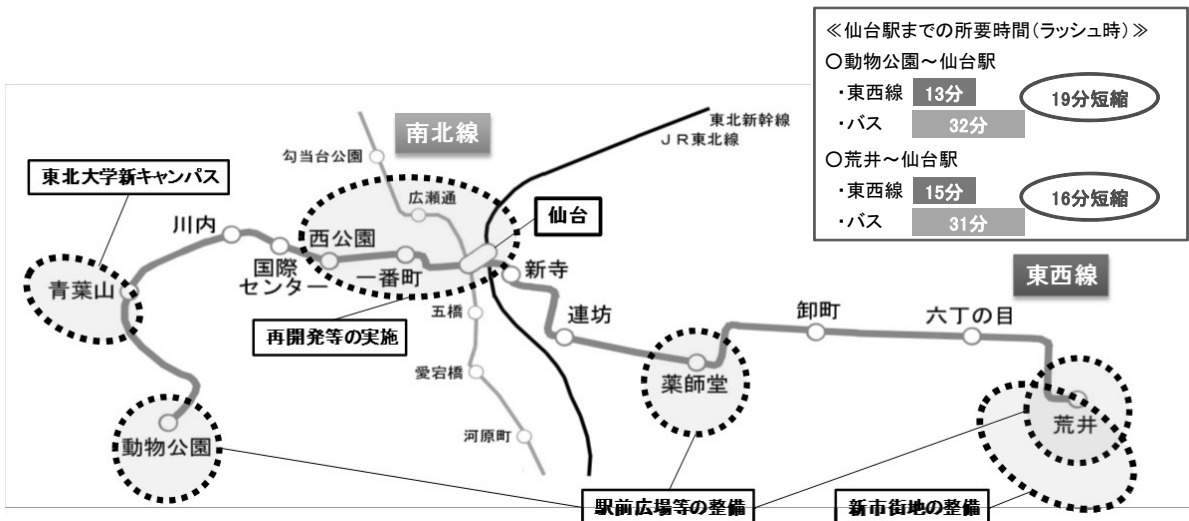 ≪仙台駅までの所要時間(ラッシュ時)≫
〇動物公園~仙台駅
・東西線 13分
19分短縮
・バス 32分
〇荒井~仙台駅
・東西線 15分
16分短縮
・バス 31分
南北線
東北新幹線
JR東北線
勾当台公園
東北大学新キャンパス
広瀬通
仙台
川内
西公園
国際
センター
一番町
新寺
東西線
青葉山
五橋
連坊
卸町
六丁の目
再開発等の実施
愛宕橋
薬師堂
荒井
動物公園
河原町
駅前広場等の整備
新市街地の整備